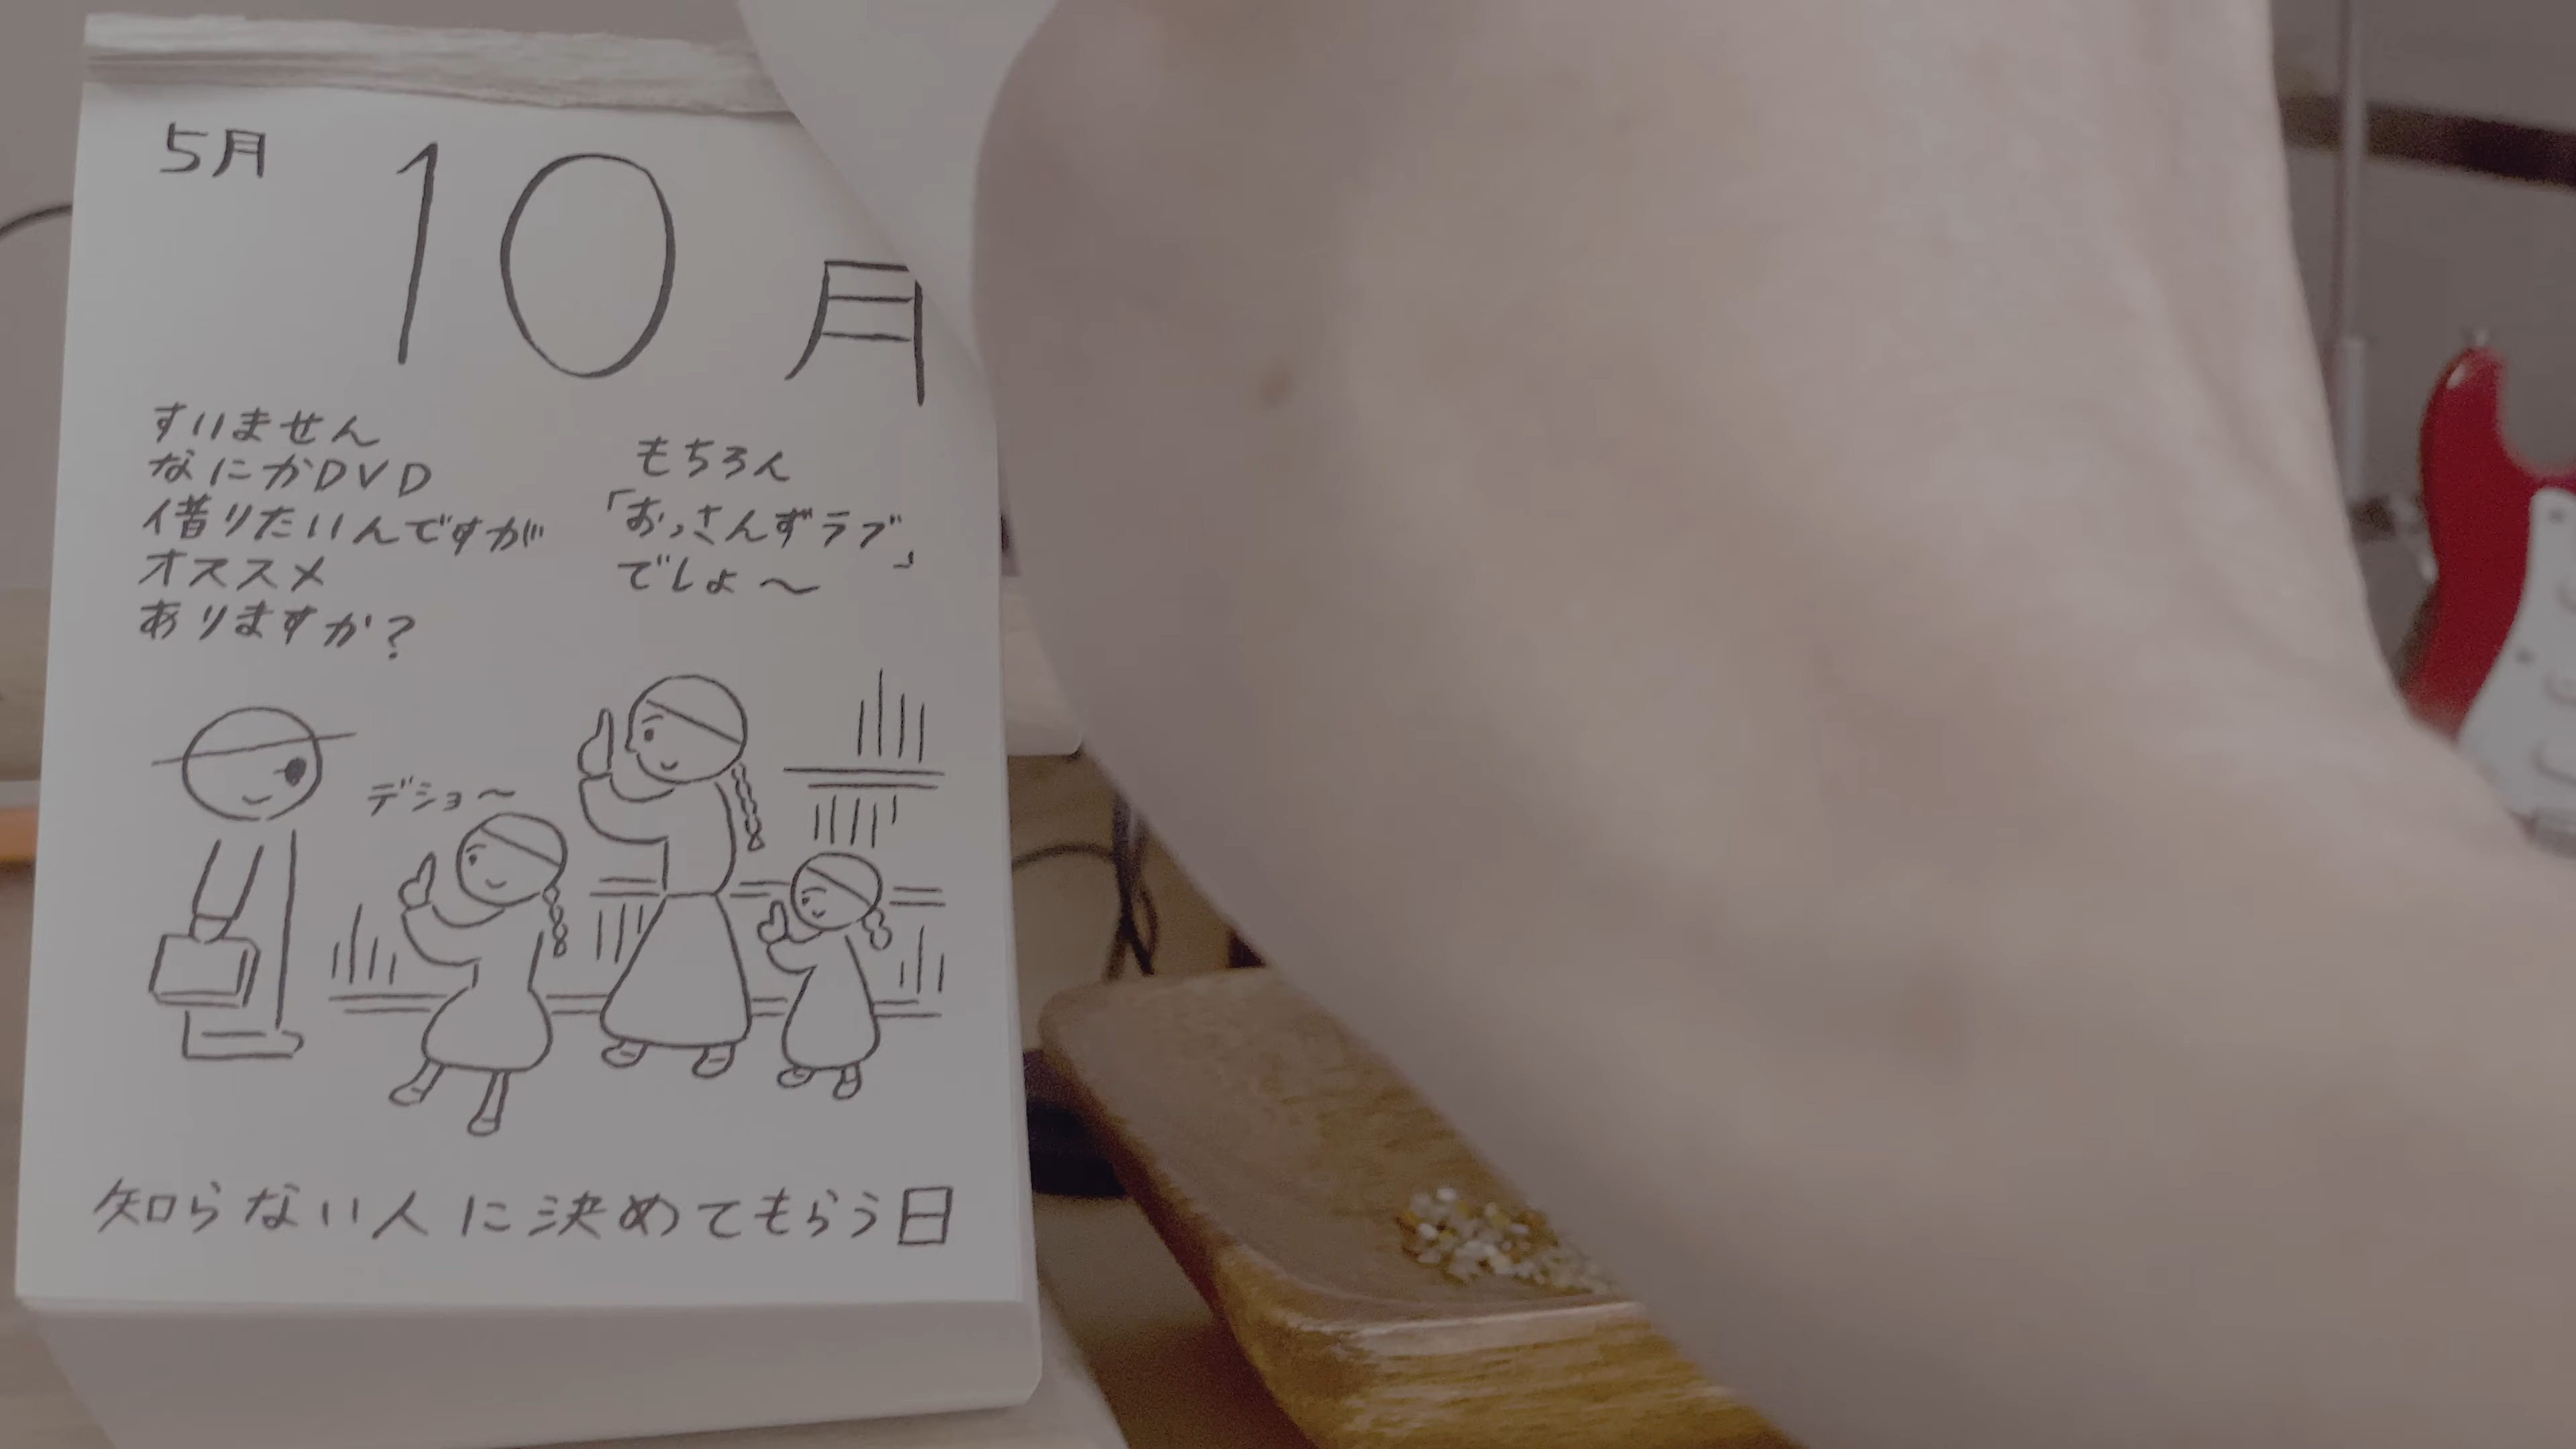 5月
10
月
すいません
なにかDVD
借りたいんですが
オススメ
ありますか?
もちろん
「おっさんずラブ」
でしょ〜
デショ〜
知らない人に決めてもらう日